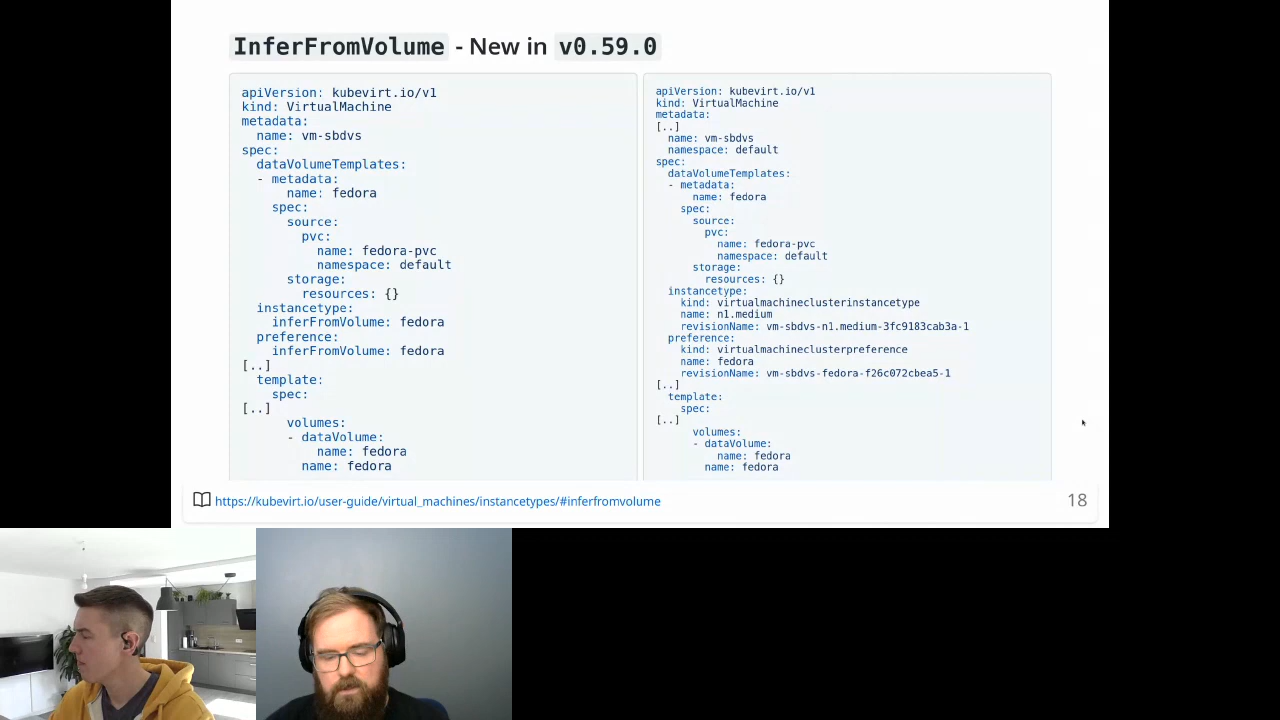 InferFromVolume - New in v0.59.0
apiVersion: kubevirt.io/v1
kind: VirtualMachine
metadata:
  name: vm-sbdvs
spec:
  dataVolumeTemplates:
  - metadata:
      name: fedora
    spec:
      source:
        pvc:
          name: fedora-pvc
          namespace: default
      storage:
        resources: {}
  instancetype:
    inferFromVolume: fedora
  preference:
    inferFromVolume: fedora
[..]
  template:
    spec:
[..]
      volumes:
      - dataVolume:
          name: fedora
        name: fedora
apiVersion: kubevirt.io/v1
kind: VirtualMachine
metadata:
[..]
  name: vm-sbdvs
  namespace: default
spec:
  dataVolumeTemplates:
  - metadata:
      name: fedora
    spec:
      source:
        pvc:
          name: fedora-pvc
          namespace: default
      storage:
        resources: {}
  instancetype:
    kind: virtualmachineclusterinstancetype
    name: n1.medium
    revisionName: vm-sbdvs-n1.medium-3fc9183cab3a-1
  preference:
    kind: virtualmachineclusterpreference
    name: fedora
    revisionName: vm-sbdvs-fedora-f26c072cbea5-1
[..]
  template:
    spec:
[..]
      volumes:
      - dataVolume:
          name: fedora
        name: fedora
https://kubevirt.io/user-guide/virtual_machines/instancetypes/#inferfromvolume
18